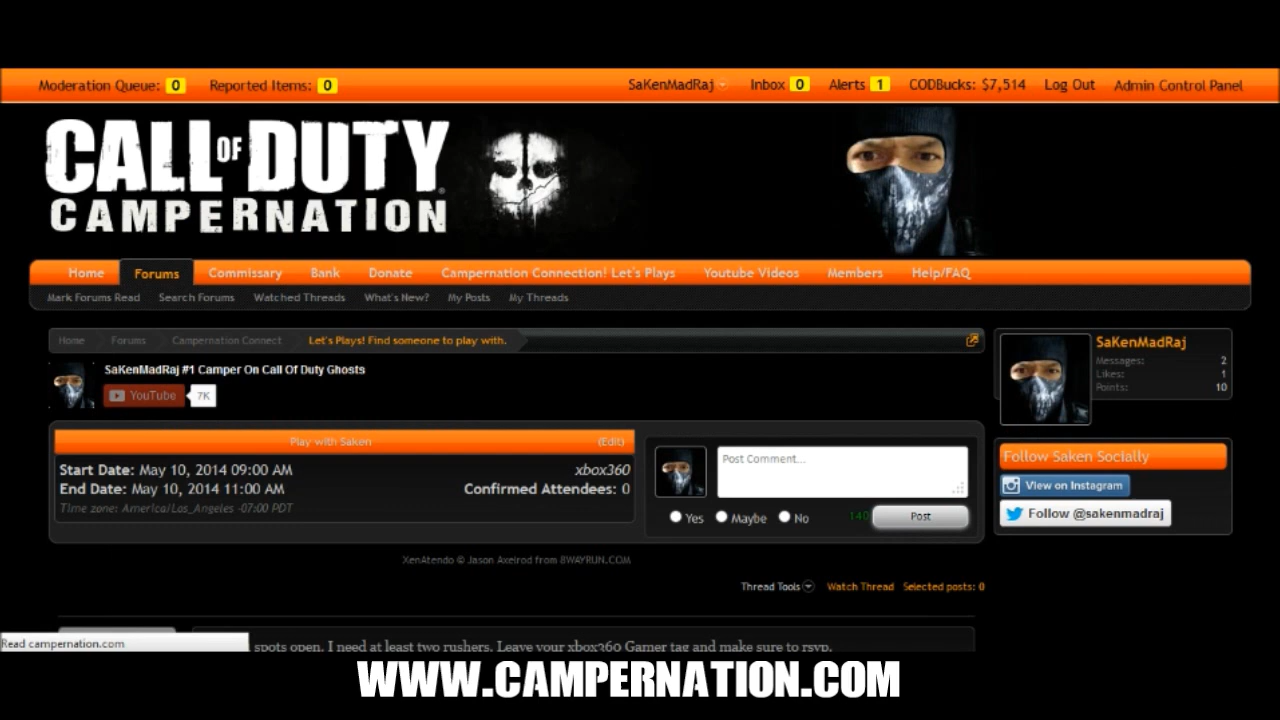 Moderation Queue: 0 Reported Items: 0 SaKenMadRaj Inbox 0 Alerts 1 CODBucks: $7,514 Log Out Admin Control Panel
CALL OF DUTY
CAMPERNATION
Home Forums Commissary Bank Donate Campernation Connection! Let's Plays Youtube Videos Members Help/FAQ
Mark Forums Read Search Forums Watched Threads What's New? My Posts My Threads
Home Forums Campernation Connect Let's Plays! Find someone to play with.
SaKenMadRaj
Messages: 2
Likes: 1
Points: 10
SaKenMadRaj #1 Camper On Call Of Duty Ghosts
YouTube 7K
Play with Saken (Edit)
Start Date: May 10, 2014 09:00 AM xbox360
End Date: May 10, 2014 11:00 AM Confirmed Attendees: 0
Time zone: America/Los_Angeles -07:00 PDT
Post Comment...
Yes Maybe No 140 Post
Follow Saken Socially
View on Instagram
Follow @sakenmadraj
XenAtendo © Jason Axelrod from 8WAYRUN.COM
Thread Tools Watch Thread Selected posts: 0
spots open. I need at least two rushers. Leave your xbox360 Gamer tag and make sure to rsvp.
Read campernation.com
WWW.CAMPERNATION.COM